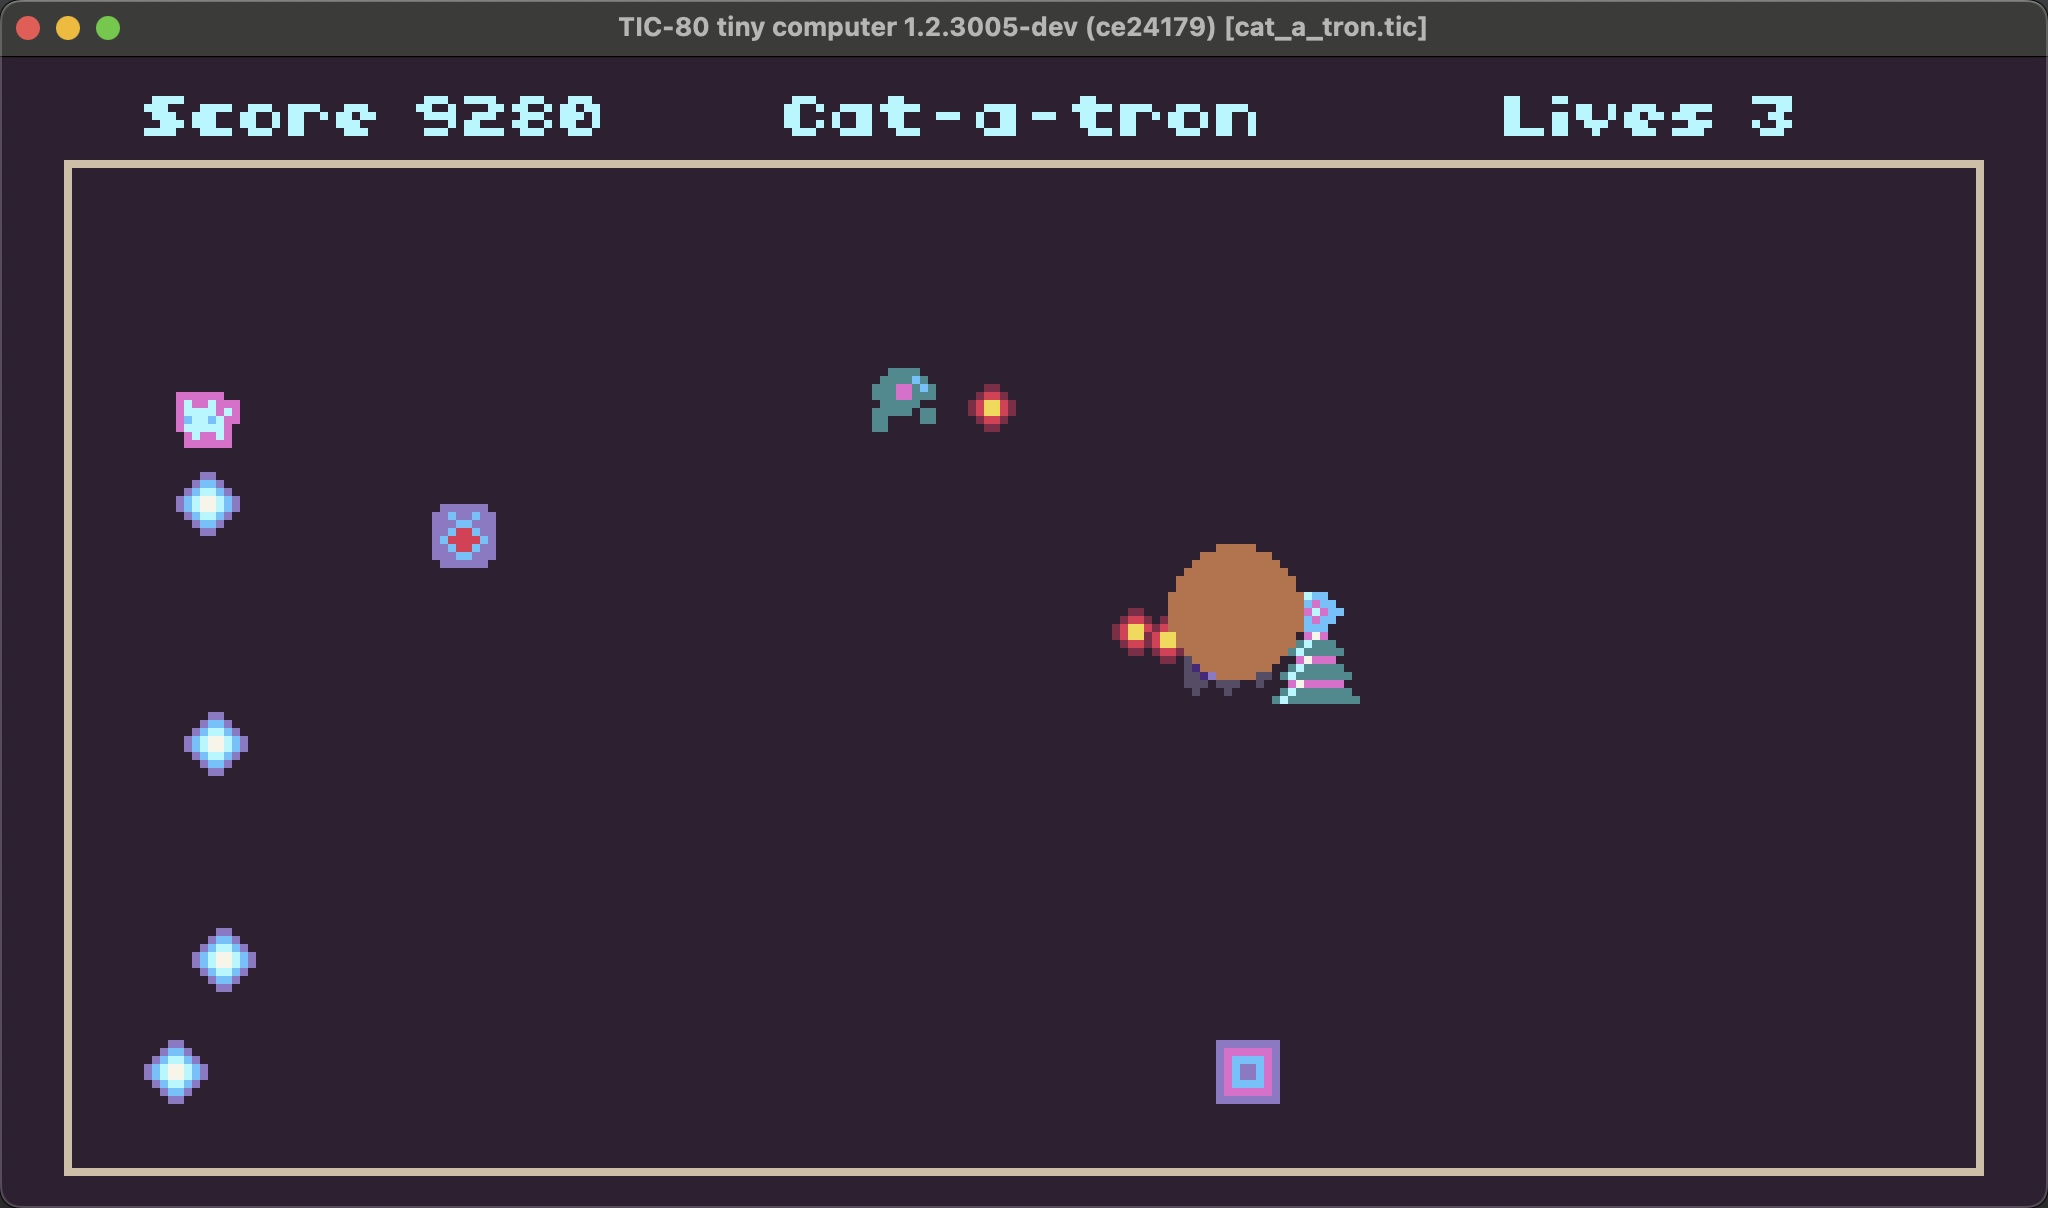 TIC-80 tiny computer 1.2.3005-dev (ce24179) [cat_a_tron.tic]
Score 9280 Cat-a-tron Lives 3